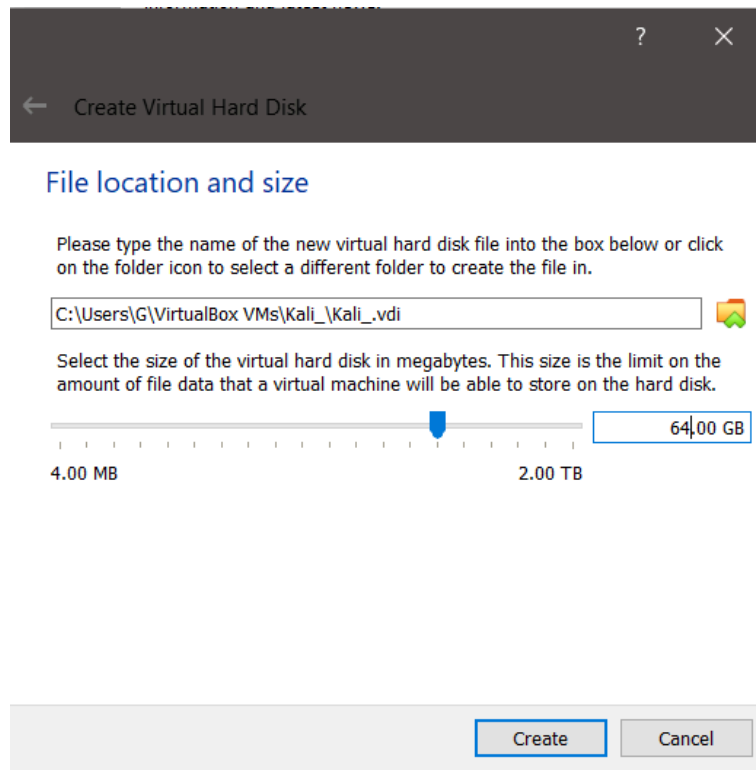 ?
Create Virtual Hard Disk
File location and size
Please type the name of the new virtual hard disk file into the box below or click
on the folder icon to select a different folder to create the file in.
C:\Users\G\VirtualBox VMs\Kali_\Kali_.vdi
Select the size of the virtual hard disk in megabytes. This size is the limit on the
amount of file data that a virtual machine will be able to store on the hard disk.
64.00 GB
4.00 MB 2.00 TB
Create Cancel